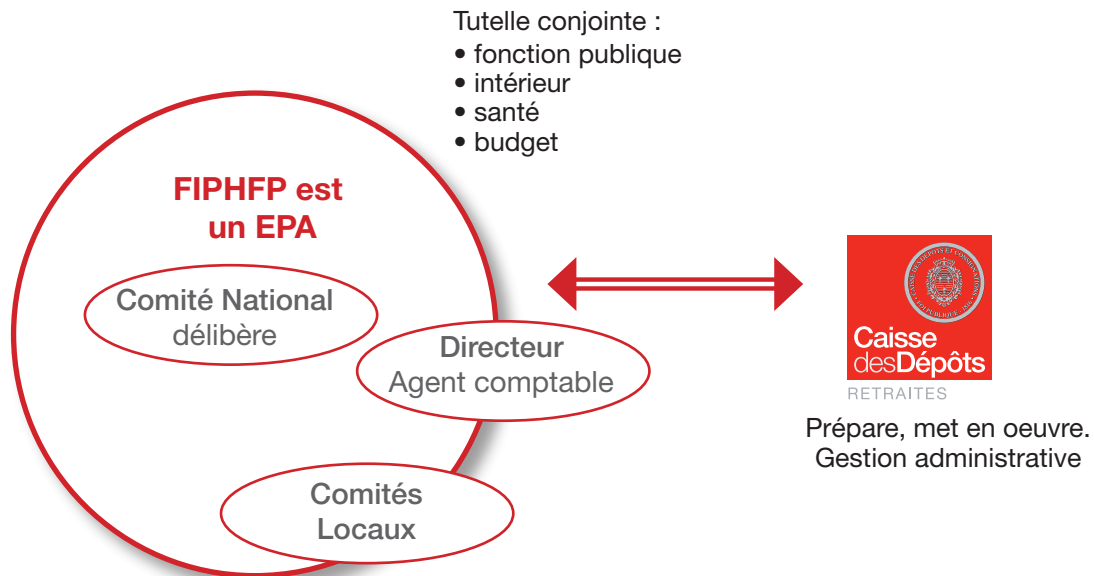 Tutelle conjointe :
• fonction publique
• intérieur
• santé
• budget
FIPHFP est
un EPA
Comité National
délibère
Directeur
Agent comptable
Comités
Locaux
Caisse
desDépôts
RETRAITES
Prépare, met en oeuvre.
Gestion administrative